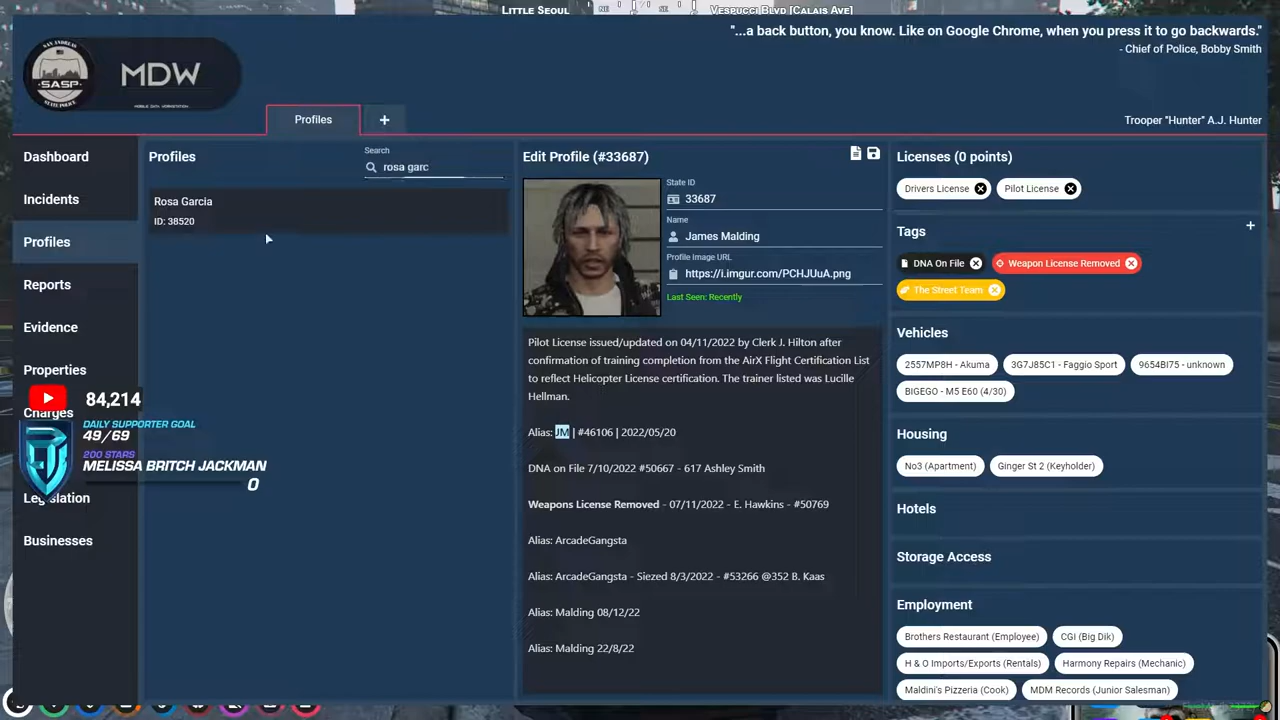 LITTLE SEOUL
NE
SE
VESPUCCI BLVD [CALAIS AVE]
"...a back button, you know. Like on Google Chrome, when you press it to go backwards."
- Chief of Police, Bobby Smith
SAN ANDREAS
SASP
STATE POLICE
MDW
MOBILE DATA WORKSTATION
Profiles
+
Trooper "Hunter" A.J. Hunter
Dashboard
Incidents
Profiles
Reports
Evidence
Properties
Charges
Legislation
Businesses
84,214
DAILY SUPPORTER GOAL
49/69
200 STARS
MELISSA BRITCH JACKMAN
0
Profiles
Search
rosa garc
Rosa Garcia
ID: 38520
Edit Profile (#33687)
State ID
33687
Name
James Malding
Profile Image URL
https://i.imgur.com/PCHJUuA.png
Last Seen: Recently
Pilot License issued/updated on 04/11/2022 by Clerk J. Hilton after
confirmation of training completion from the AirX Flight Certification List
to reflect Helicopter License certification. The trainer listed was Lucille
Hellman.
Alias: JM | #46106 | 2022/05/20
DNA on File 7/10/2022 #50667 - 617 Ashley Smith
Weapons License Removed - 07/11/2022 - E. Hawkins - #50769
Alias: ArcadeGangsta
Alias: ArcadeGangsta - Siezed 8/3/2022 - #53266 @352 B. Kaas
Alias: Malding 08/12/22
Alias: Malding 22/8/22
Licenses (0 points)
Drivers License
Pilot License
Tags
+
DNA On File
Weapon License Removed
The Street Team
Vehicles
2557MP8H - Akuma
3G7J85C1 - Faggio Sport
9654BI75 - unknown
BIGEGO - M5 E60 (4/30)
Housing
No3 (Apartment)
Ginger St 2 (Keyholder)
Hotels
Storage Access
Employment
Brothers Restaurant (Employee)
CGI (Big Dik)
H & O Imports/Exports (Rentals)
Harmony Repairs (Mechanic)
Maldini's Pizzeria (Cook)
MDM Records (Junior Salesman)